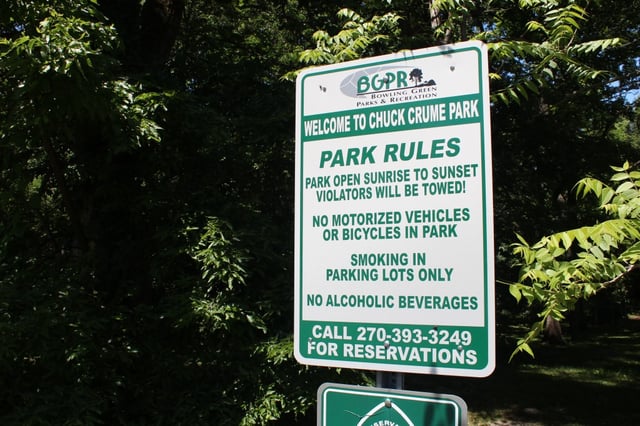 BGPR
BOWLING GREEN
PARKS & RECREATION
WELCOME TO CHUCK CRUME PARK
PARK RULES
PARK OPEN SUNRISE TO SUNSET
VIOLATORS WILL BE TOWED!
NO MOTORIZED VEHICLES
OR BICYCLES IN PARK
SMOKING IN
PARKING LOTS ONLY
NO ALCOHOLIC BEVERAGES
CALL 270-393-3249
FOR RESERVATIONS